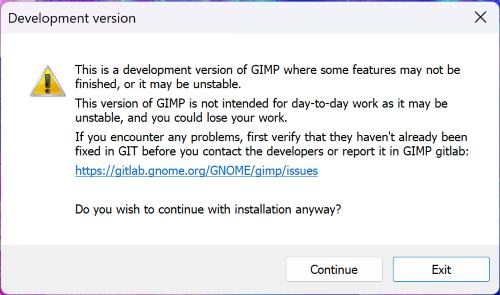 Development version
This is a development version of GIMP where some features may not be
finished, or it may be unstable.
This version of GIMP is not intended for day-to-day work as it may be
unstable, and you could lose your work.
If you encounter any problems, first verify that they haven't already been
fixed in GIT before you contact the developers or report it in GIMP gitlab:
https://gitlab.gnome.org/GNOME/gimp/issues
Do you wish to continue with installation anyway?
Continue
Exit